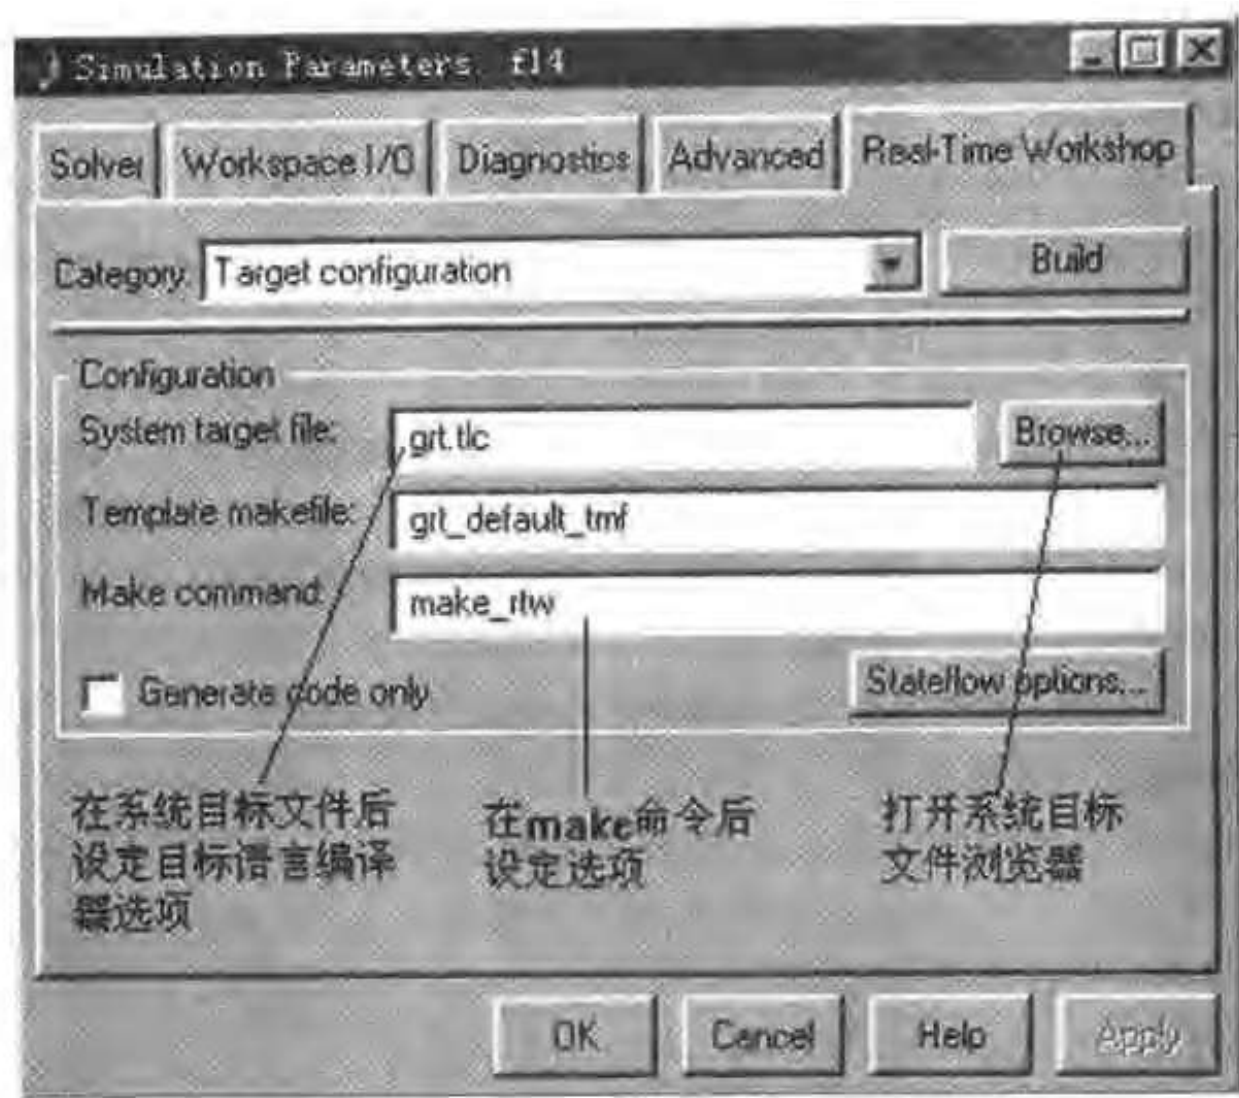 Simulation Parameters: f14
Solver Workspace I/O Diagnostics Advanced Real-Time Workshop
Category: Target configuration Build
Configuration
System target file: grt.tlc Browse...
Template makefile: grt_default_tmf
Make command: make_rtw
Generate code only Stateflow options...
在系统目标文件后
设定目标语言编译
器选项
在make命令后
设定选项
打开系统目标
文件浏览器
OK Cancel Help Apply